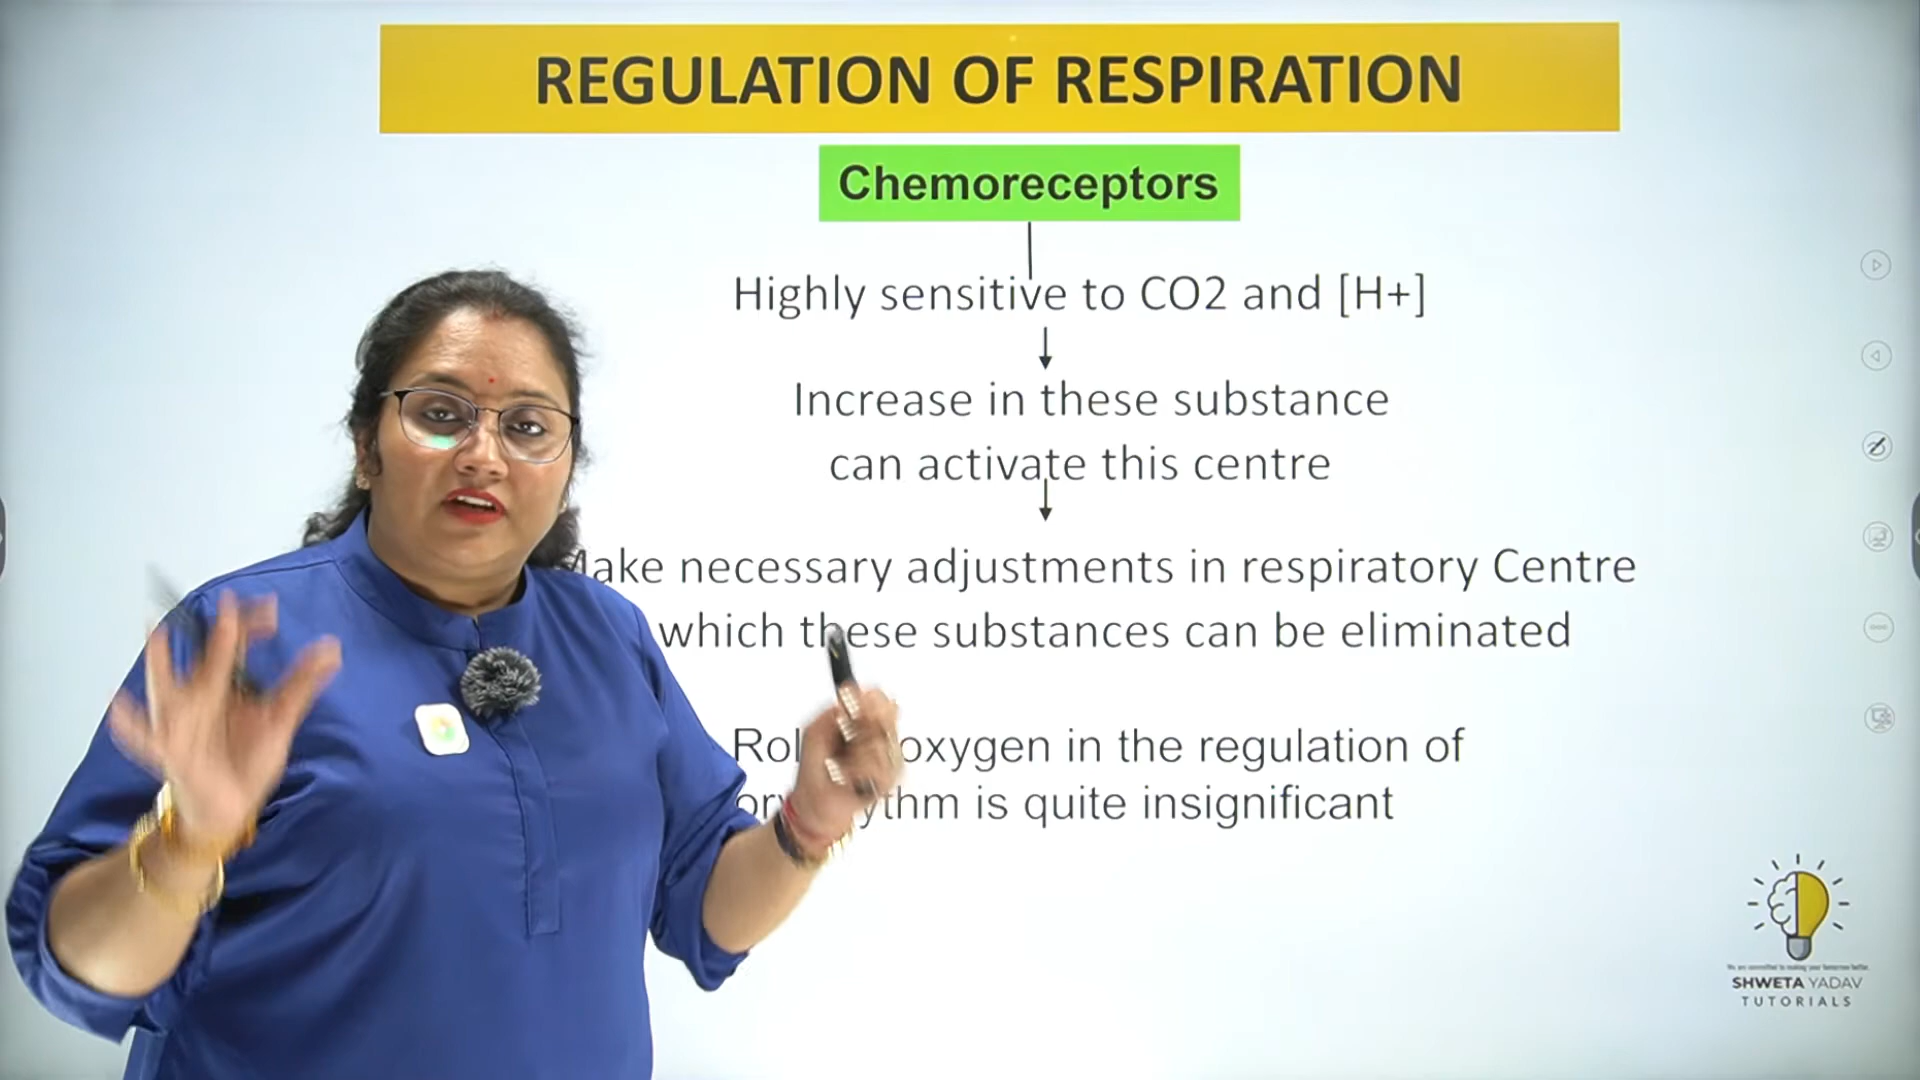 REGULATION OF RESPIRATION
Chemoreceptors
Highly sensitive to CO2 and [H+]
Increase in these substance
can activate this centre
necessary adjustments in respiratory Centre
which these substances can be eliminated
oxygen in the regulation of
is quite insignificant
SHWETA YADAV
TUTORIALS